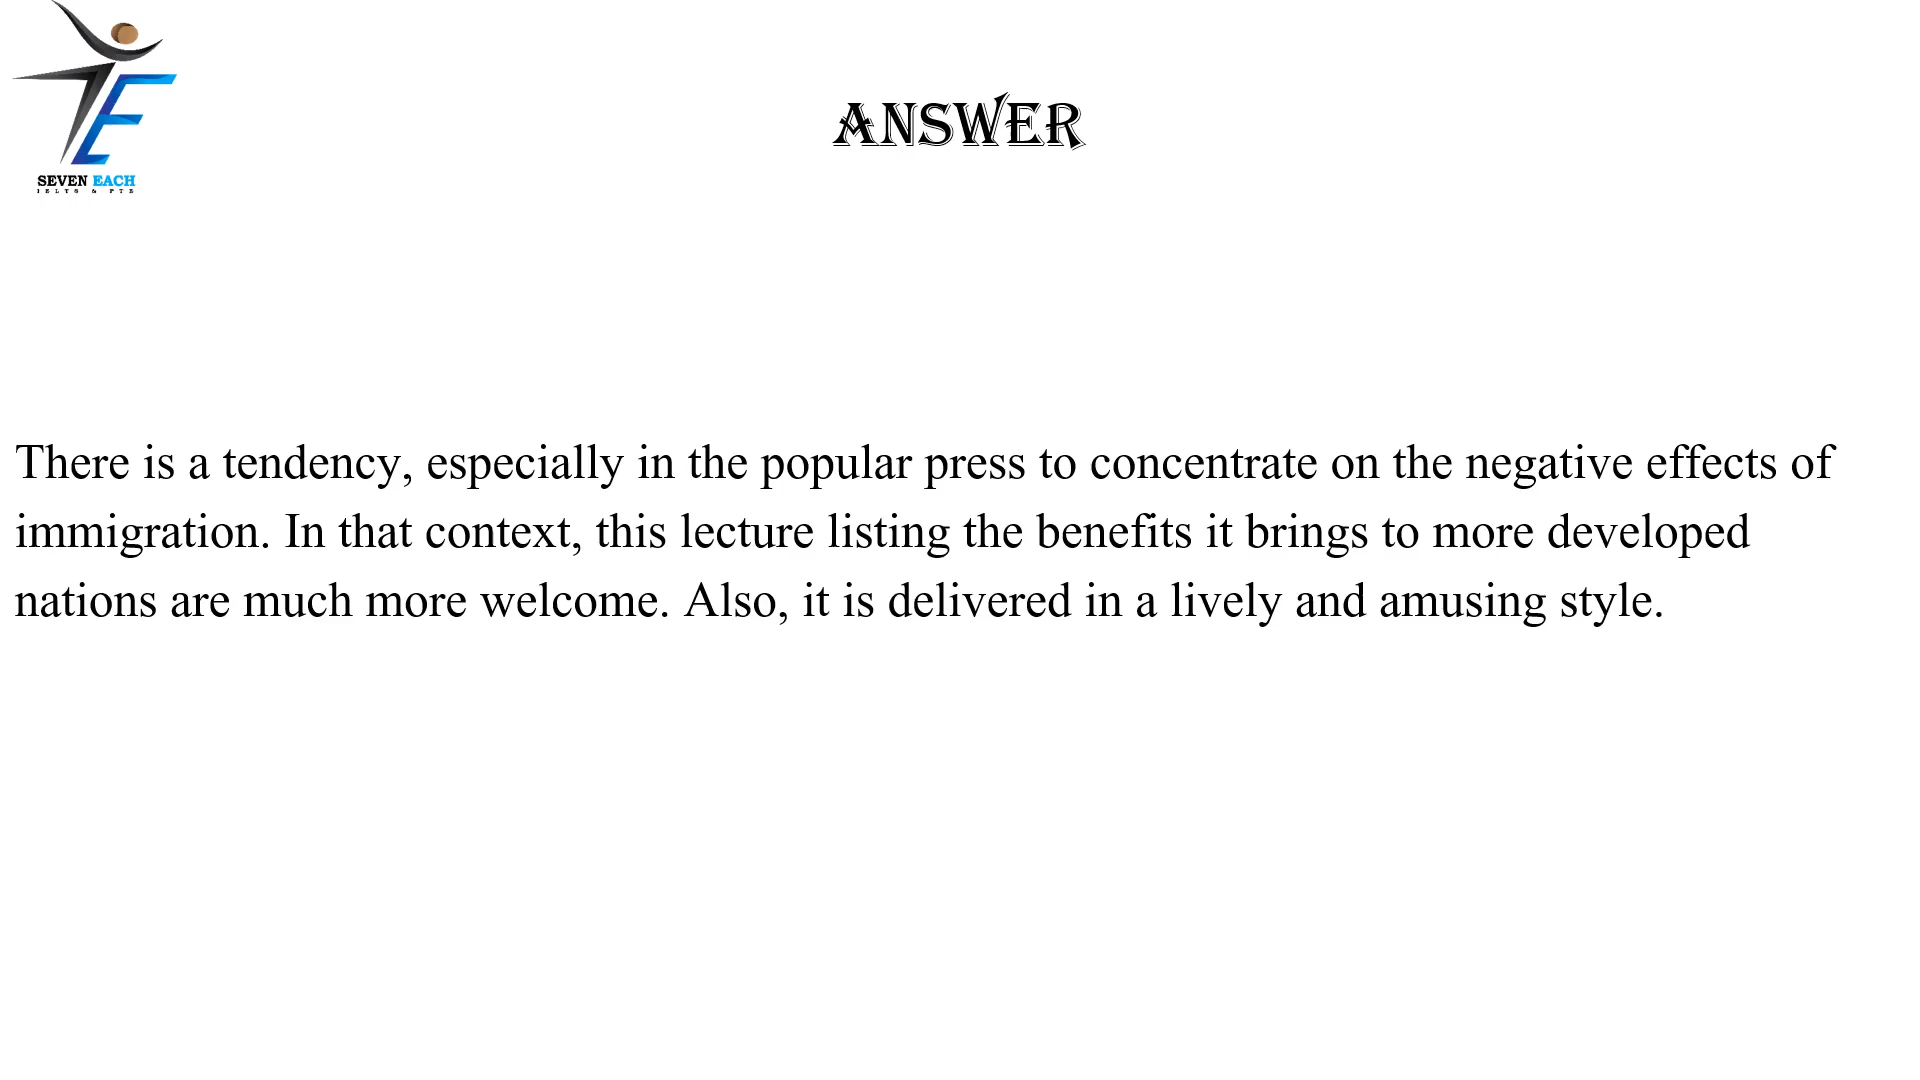 SEVEN EACH
IELTS & PTE
ANSWER
There is a tendency, especially in the popular press to concentrate on the negative effects of
immigration. In that context, this lecture listing the benefits it brings to more developed
nations are much more welcome. Also, it is delivered in a lively and amusing style.